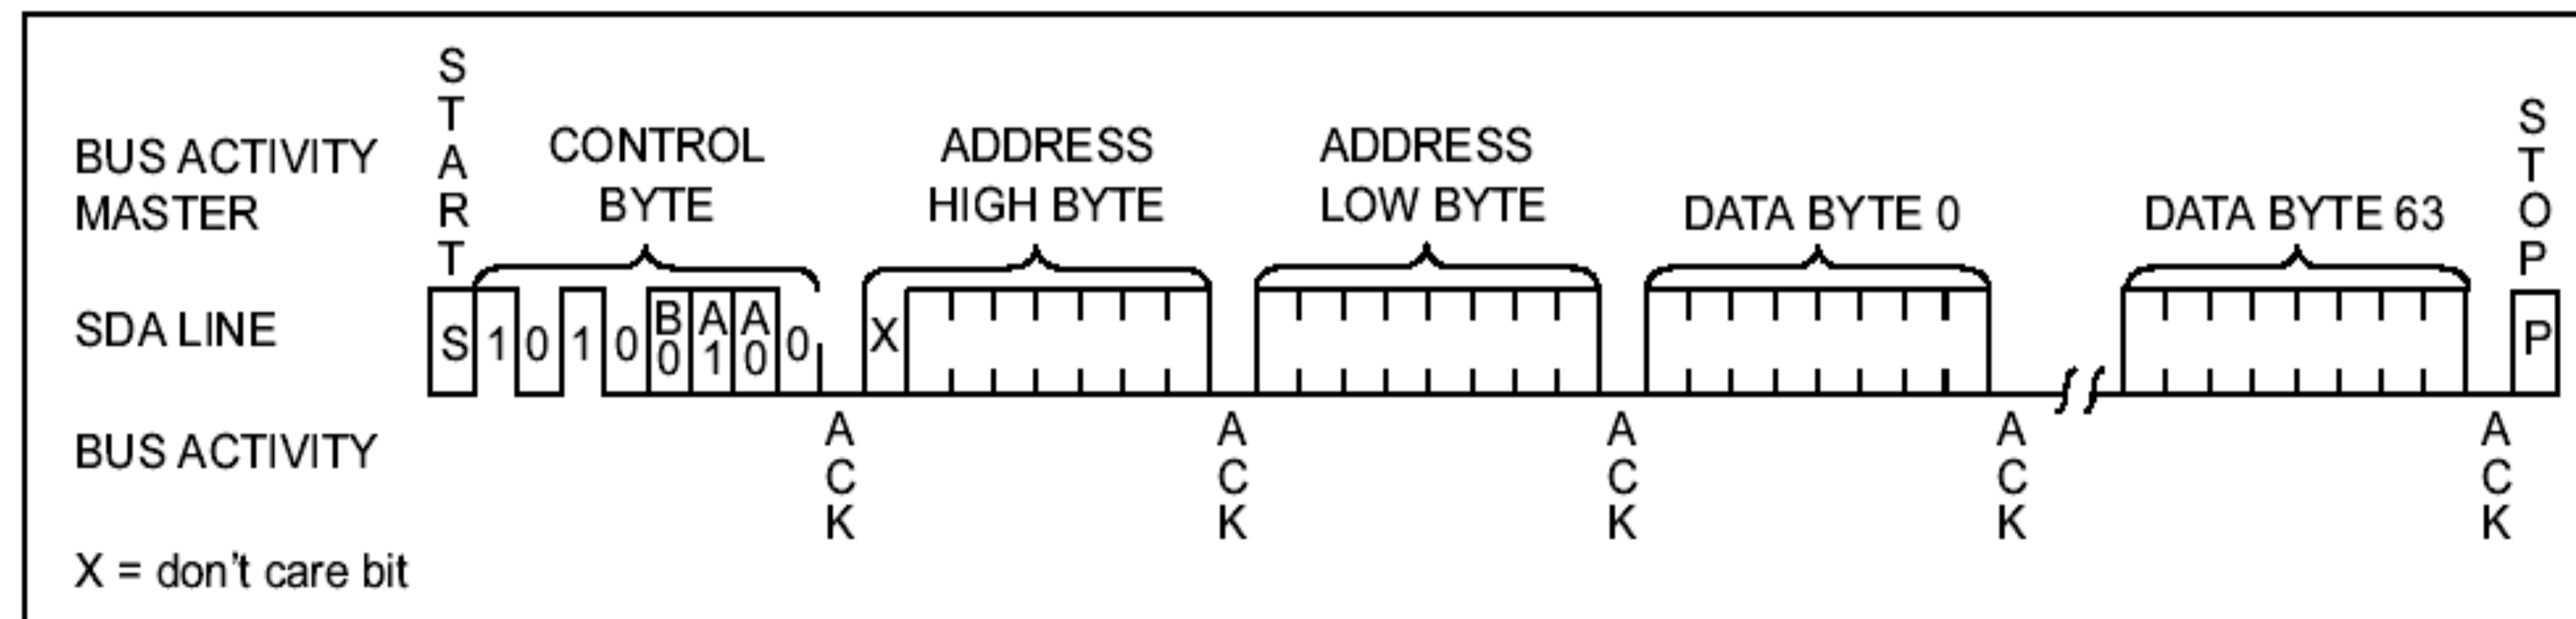 START
STOP
BUS ACTIVITY
MASTER
CONTROL
BYTE
ADDRESS
HIGH BYTE
ADDRESS
LOW BYTE
DATA BYTE 0
DATA BYTE 63
SDA LINE
S 1 0 1 0 B0 A1 A0 0 X P
BUS ACTIVITY
ACK ACK ACK ACK ACK
X = don't care bit